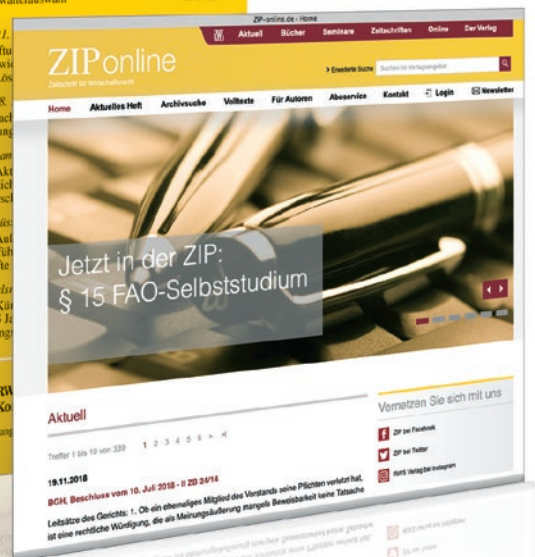 ZIP-online.de - Home
Aktuell Bücher Seminare Zeitschriften Online Der Verlag
ZIPonline
Zeitschrift für Wirtschaftsrecht
Erweiterte Suche Suchen im Verlagsangebot
Home Aktuelles Heft Archivsuche Volltexte Für Autoren Aboservice Kontakt Login Newsletter
Jetzt in der ZIP:
§ 15 FAO-Selbststudium
Aktuell
Treffer 1 bis 10 von 339 1 2 3 4 5 6
19.11.2018
BGH, Beschluss vom 10. Juli 2018 - II ZB 24/14
Leitsätze des Gerichts: 1. Ob ein ehemaliges Mitglied des Vorstands seine Pflichten verletzt hat,
ist eine rechtliche Würdigung, die als Meinungsäußerung mangels Beweisbarkeit keine Tatsache
Vernetzen Sie sich mit uns
ZIP bei Facebook
ZIP bei Twitter
RWS Verlag bei Instagram